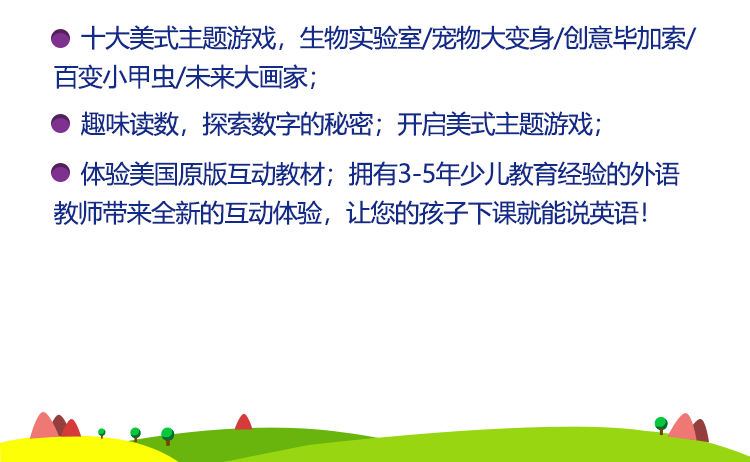 十大美式主题游戏，生物实验室/宠物大变身/创意毕加索/
百变小甲虫/未来大画家；
趣味读数，探索数字的秘密；开启美式主题游戏；
体验美国原版互动教材；拥有3-5年少儿教育经验的外语
教师带来全新的互动体验，让您的孩子下课就能说英语！